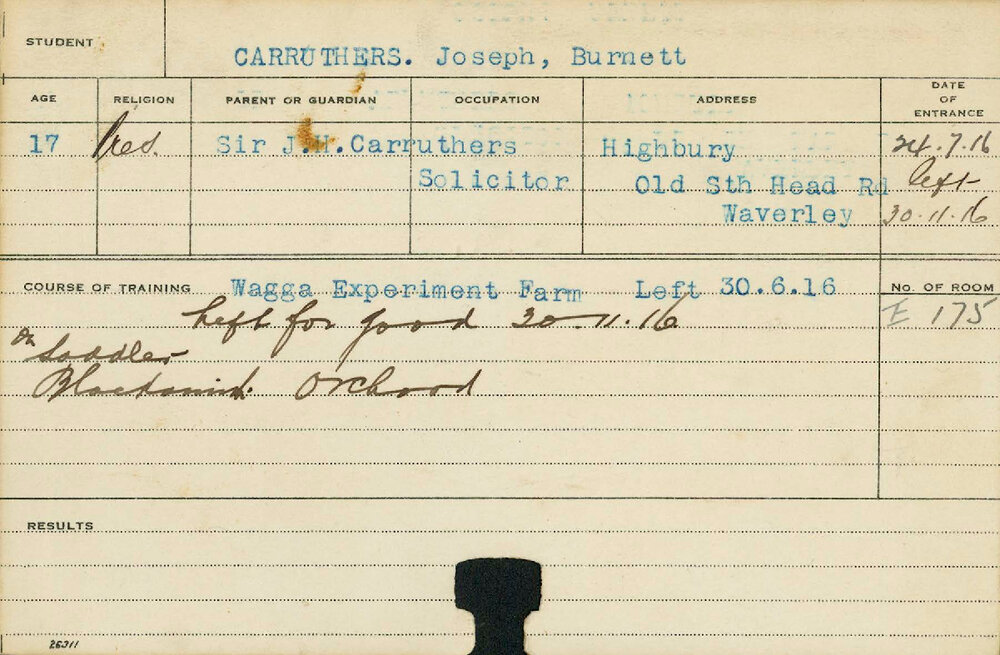 STUDENT
CARRUTHERS. Joseph, Burnett
AGE RELIGION PARENT OR GUARDIAN OCCUPATION ADDRESS DATE OF ENTRANCE
17 Pres. Sir J.H.Carruthers Highbury 24.7.16
Solicitor Old Sth Head Rd left
Waverley 30.11.16
COURSE OF TRAINING Wagga Experiment Farm Left 30.6.16 No. OF ROOM
Left for good 30.11.16 E 175
Saddler
Blacksmith. Orchard
RESULTS
26311